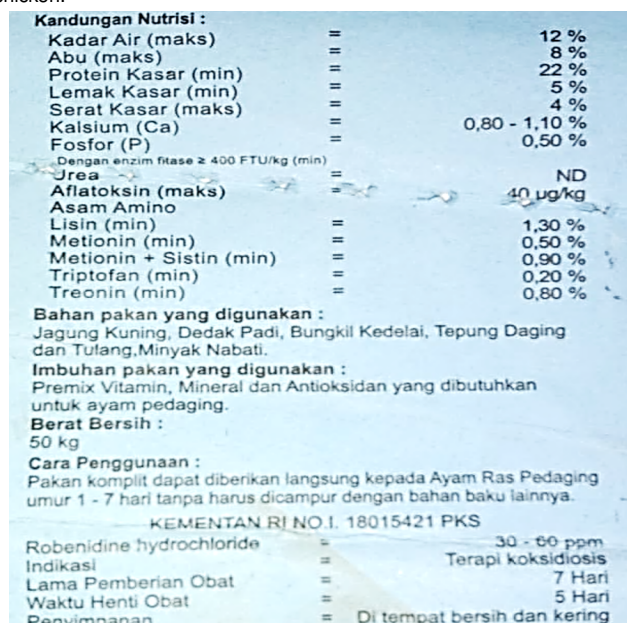 Kandungan Nutrisi :
Kadar Air (maks) = 12 %
Abu (maks) = 8 %
Protein Kasar (min) = 22 %
Lemak Kasar (min) = 5 %
Serat Kasar (maks) = 4 %
Kalsium (Ca) = 0,80 - 1,10 %
Fosfor (P) = 0,50 %
Dengan enzim fitase ≥ 400 FTU/kg (min)
Urea = ND
Aflatoksin (maks) = 40 µg/kg
Asam Amino
Lisin (min) = 1,30 %
Metionin (min) = 0,50 %
Metionin + Sistin (min) = 0,90 %
Triptofan (min) = 0,20 %
Treonin (min) = 0,80 %
Bahan pakan yang digunakan :
Jagung Kuning, Dedak Padi, Bungkil Kedelai, Tepung Daging
dan Tulang,Minyak Nabati.
Imbuhan pakan yang digunakan :
Premix Vitamin, Mineral dan Antioksidan yang dibutuhkan
untuk ayam pedaging.
Berat Bersih :
50 kg
Cara Penggunaan :
Pakan komplit dapat diberikan langsung kepada Ayam Ras Pedaging
umur 1 - 7 hari tanpa harus dicampur dengan bahan baku lainnya.
KEMENTAN RI NO.I. 18015421 PKS
Robenidine hydrochloride = 30 - 60 ppm
Indikasi = Terapi koksidiosis
Lama Pemberian Obat = 7 Hari
Waktu Henti Obat = 5 Hari
Penyimpanan = Di tempat bersih dan kering